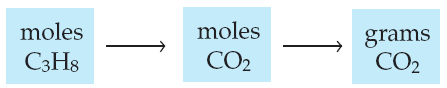 moles
C₃H₈
moles
CO₂
grams
CO₂